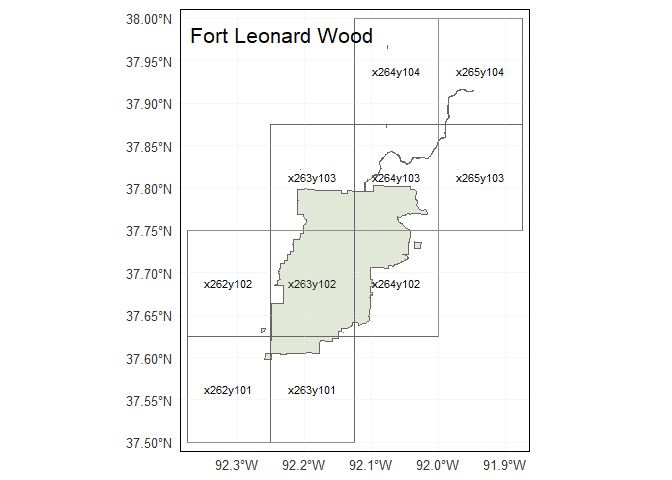 38.00°N
Fort Leonard Wood
37.95°N
x264y104
x265y104
37.90°N
37.85°N
37.80°N
x263y103
x264y103
x265y103
37.75°N
37.70°N
x262y102
x263y102
x264y102
37.65°N
37.60°N
x262y101
x263y101
37.55°N
37.50°N
92.3°W
92.2°W
92.1°W
92.0°W
91.9°W